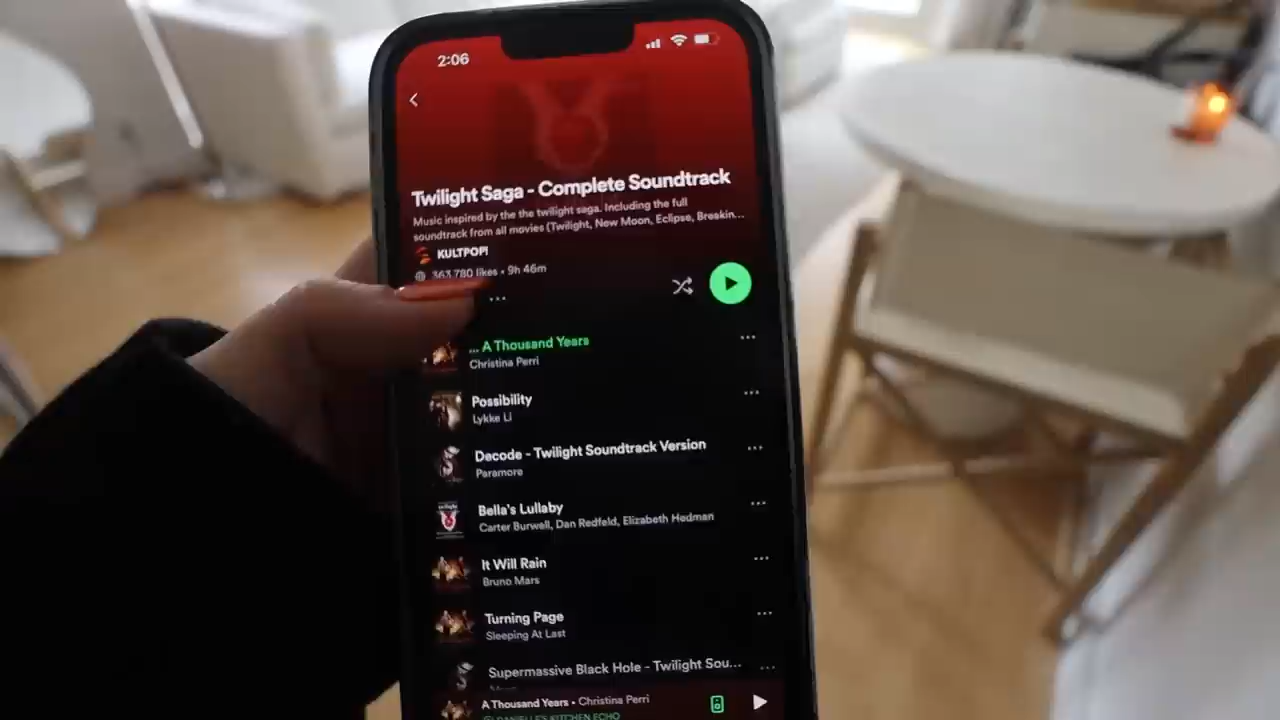 2:06
Twilight Saga - Complete Soundtrack
Music inspired by the the twilight saga. Including the full
soundtrack from all movies (Twilight, New Moon, Eclipse, Breakin...
KULTPOP!
363,780 likes • 9h 46m
... A Thousand Years
Christina Perri
Possibility
Lykke Li
Decode - Twilight Soundtrack Version
Paramore
Bella's Lullaby
Carter Burwell, Dan Redfeld, Elizabeth Hedman
It Will Rain
Bruno Mars
Turning Page
Sleeping At Last
Supermassive Black Hole - Twilight Sou...
A Thousand Years • Christina Perri
DANIELLE'S KITCHEN ECHO